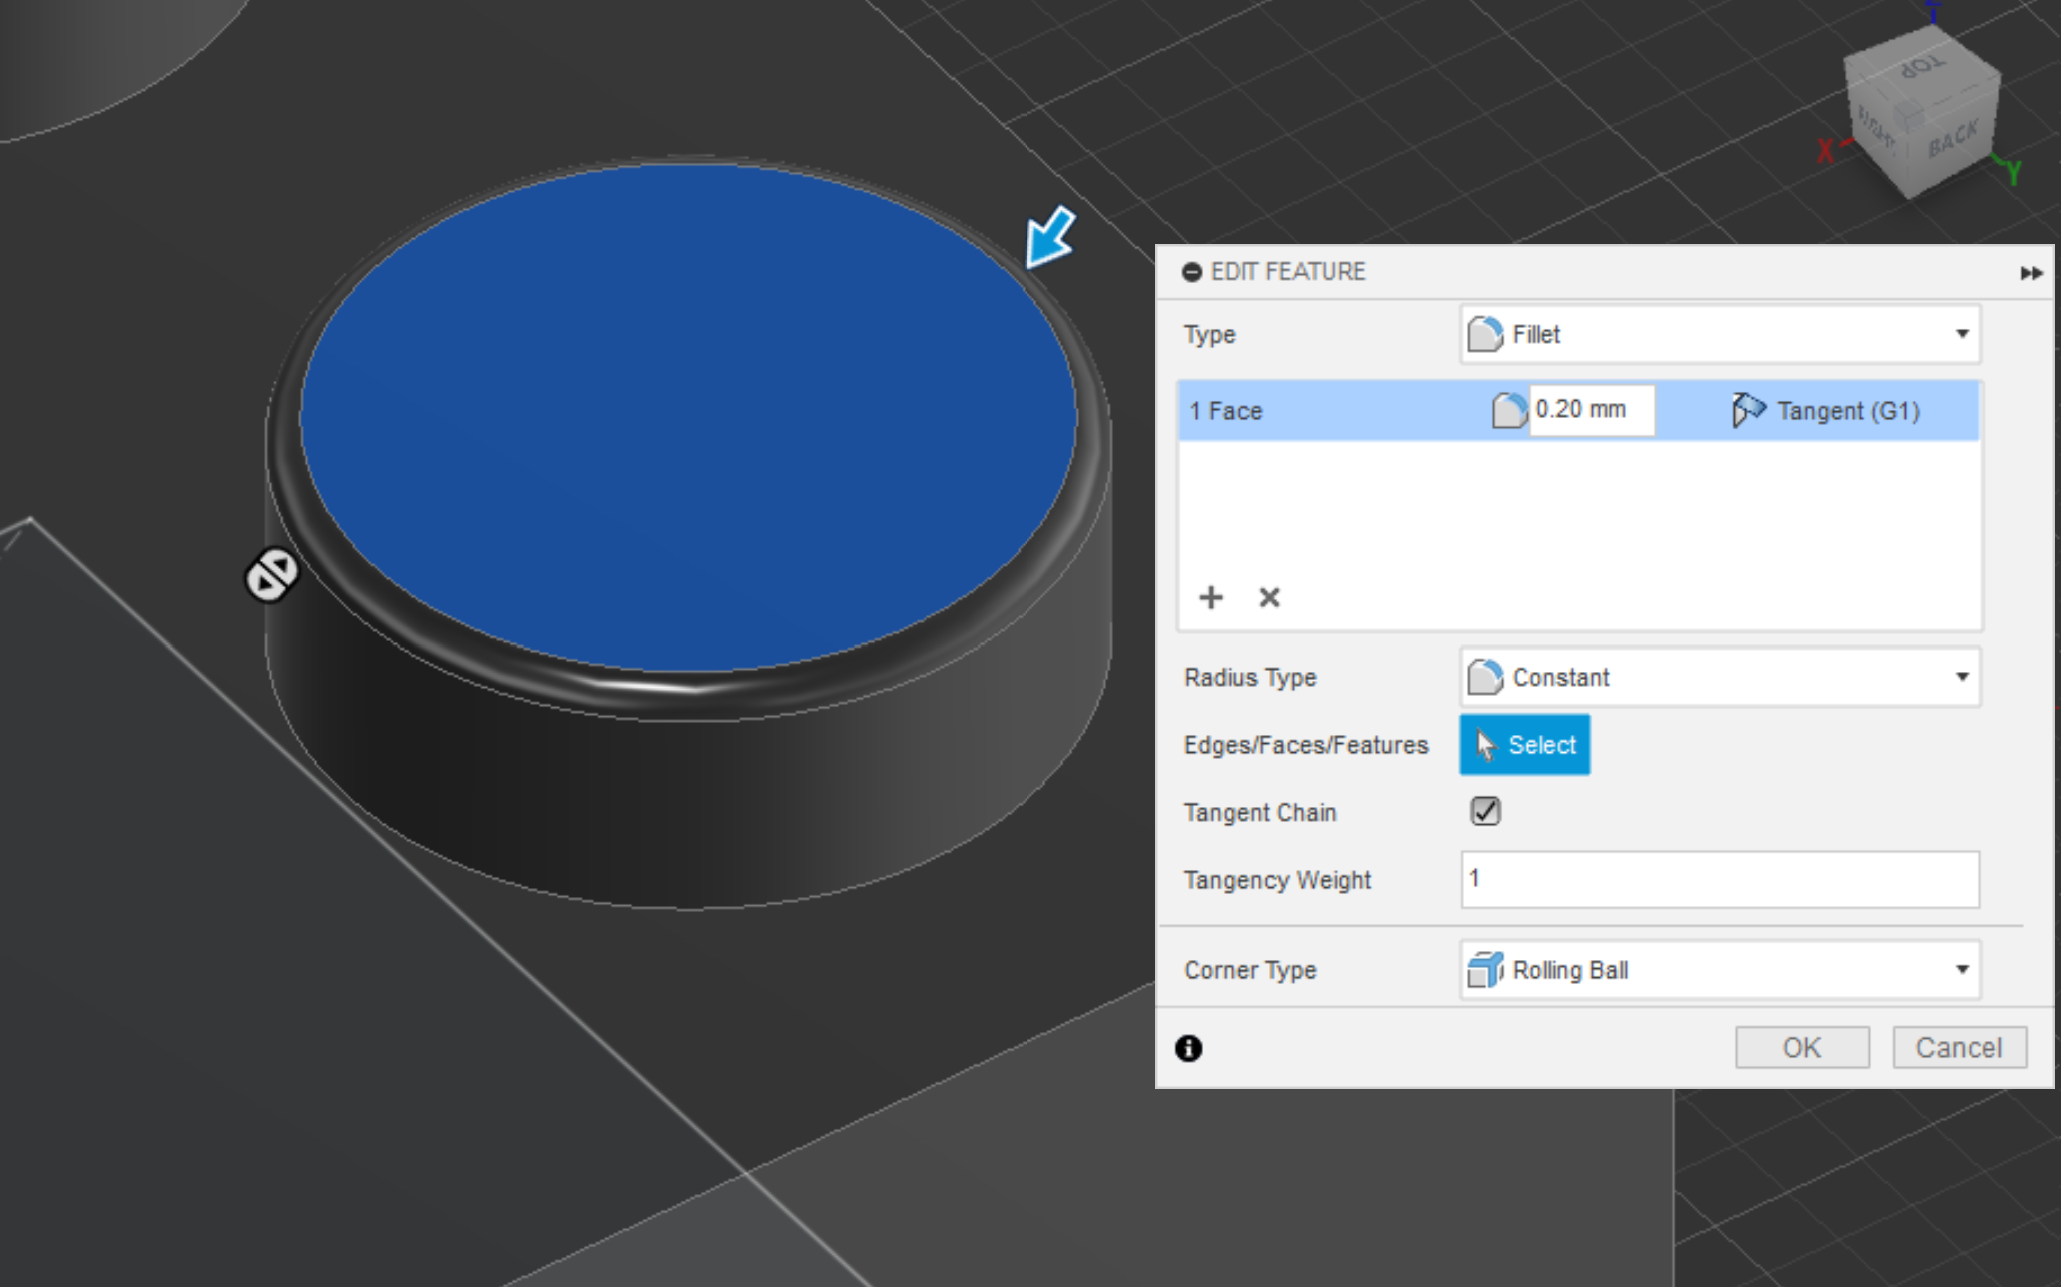 Z
TOP
RIGHT
BACK
X
Y
EDIT FEATURE
Type
Fillet
1 Face
0.20 mm
Tangent (G1)
Radius Type
Constant
Edges/Faces/Features
Select
Tangent Chain
Tangency Weight
1
Corner Type
Rolling Ball
OK
Cancel